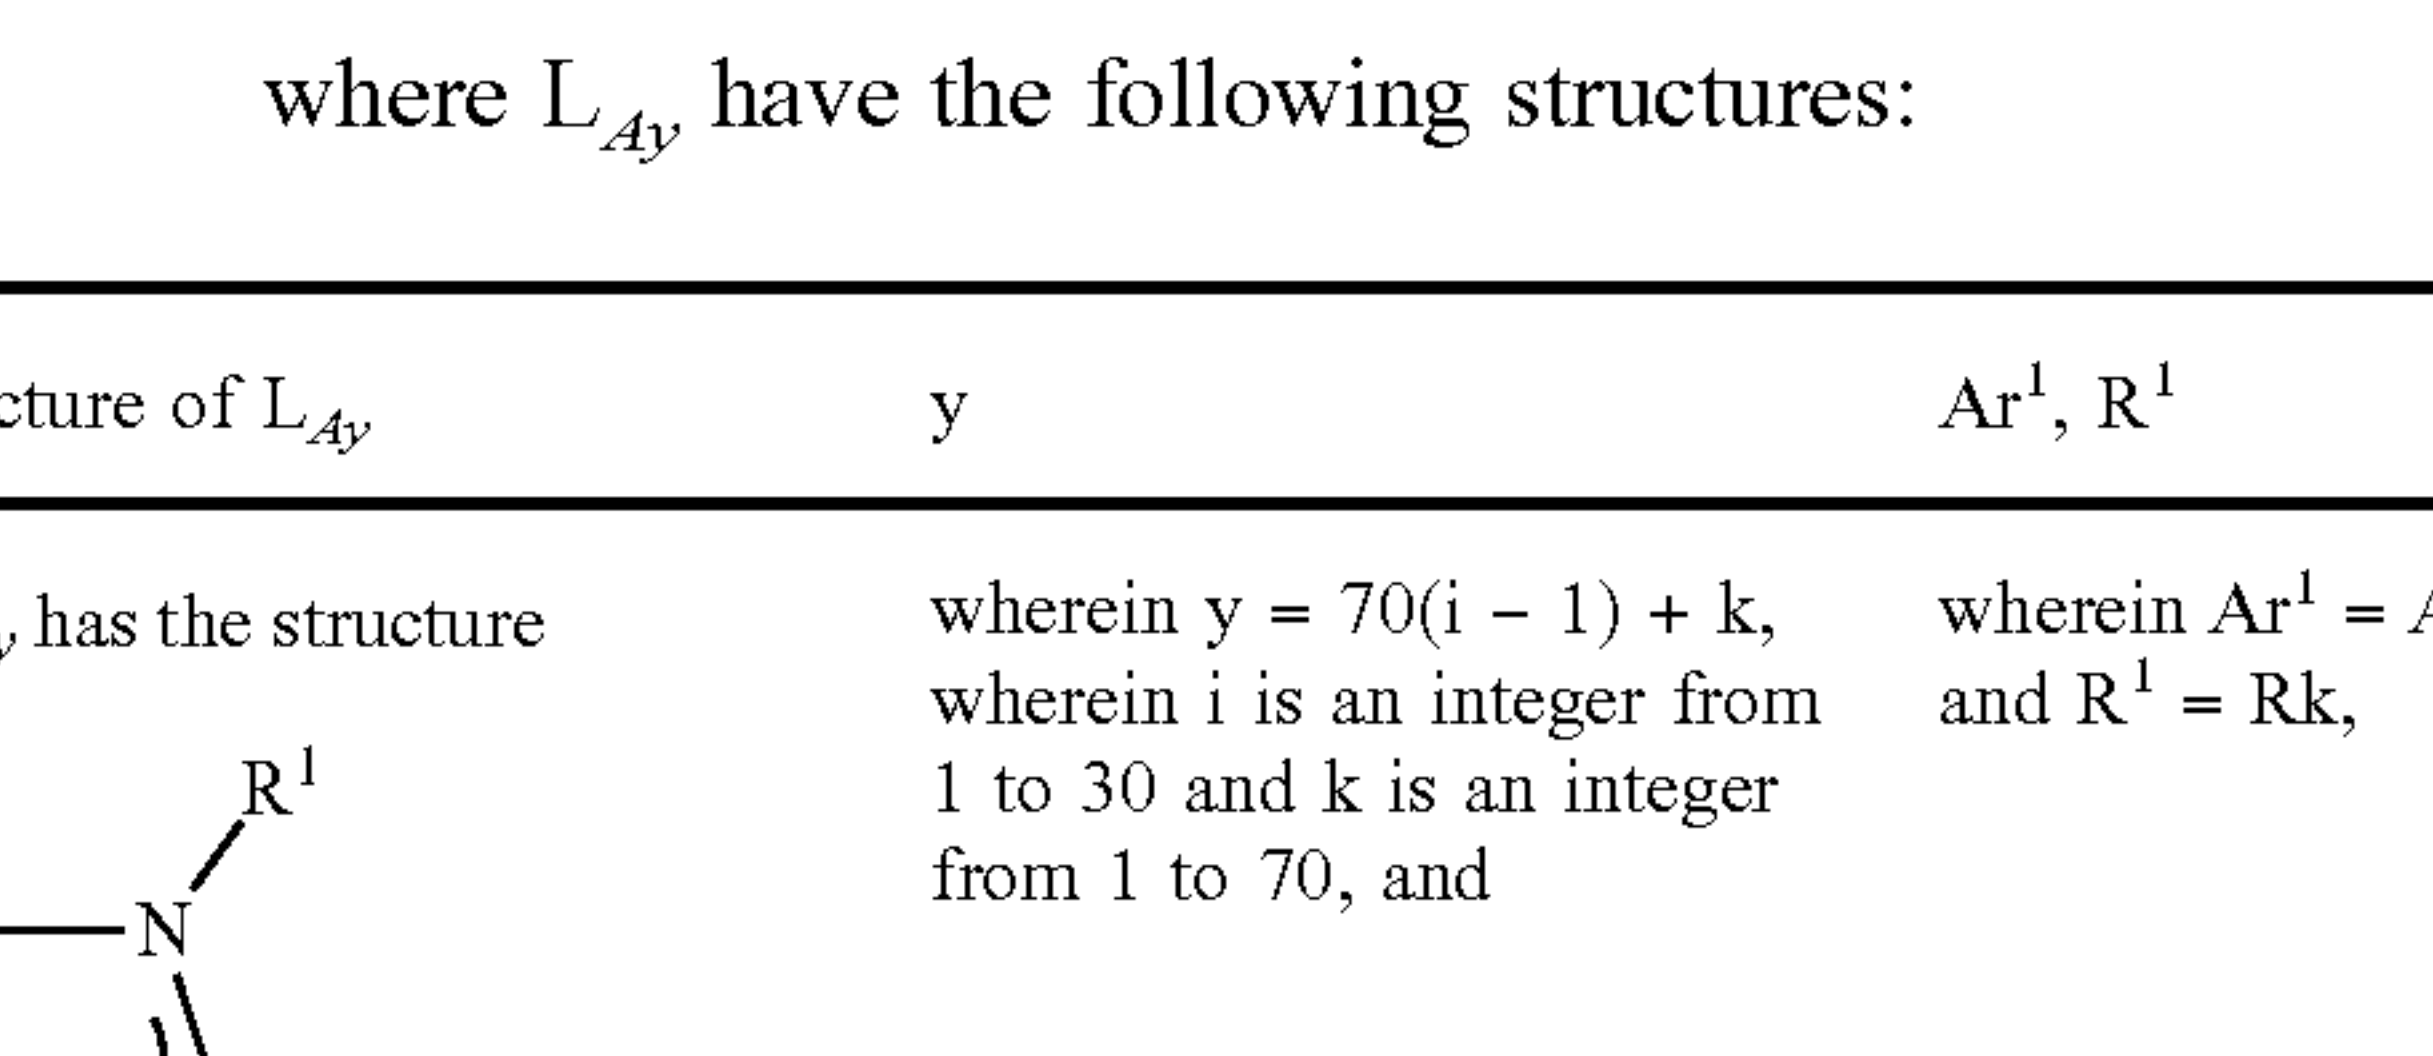 where L_Ay have the following structures:
cture of L_Ay y Ar¹, R¹
has the structure
wherein y = 70(i − 1) + k,
wherein i is an integer from
1 to 30 and k is an integer
from 1 to 70, and
wherein Ar¹ = A
and R¹ = Rk,
R¹
N